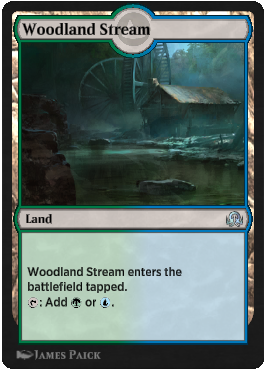 Woodland Stream
Land
Woodland Stream enters the
battlefield tapped.
: Add or .
JAMES PAICK